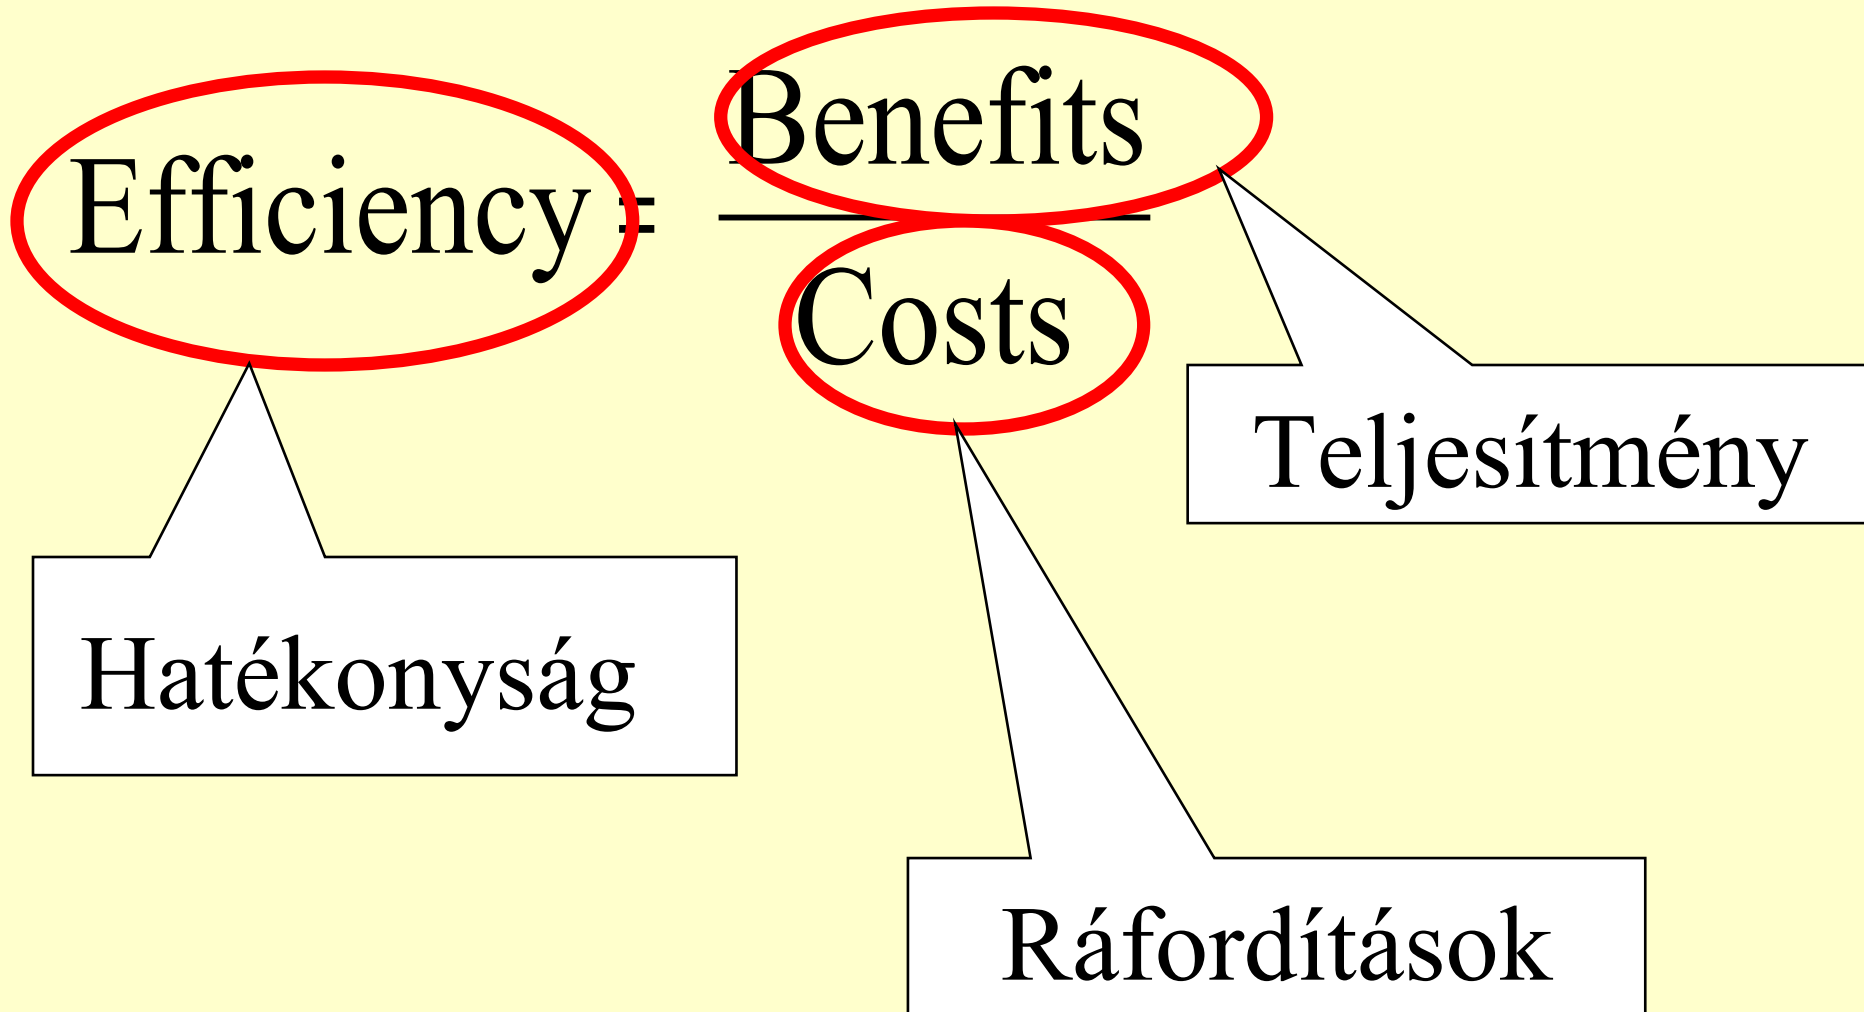 Benefits
Efficiency =
Costs
Teljesítmény
Hatékonyság
Ráfordítások